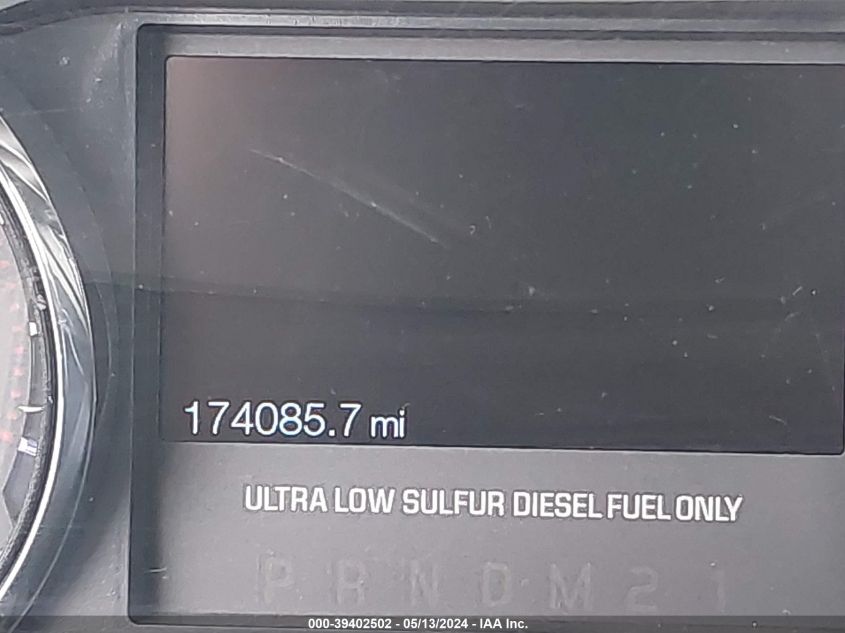 174085.7 mi
ULTRA LOW SULFUR DIESEL FUEL ONLY
P R N D M 2 1
000-39402502 - 05/13/2024 - IAA Inc.